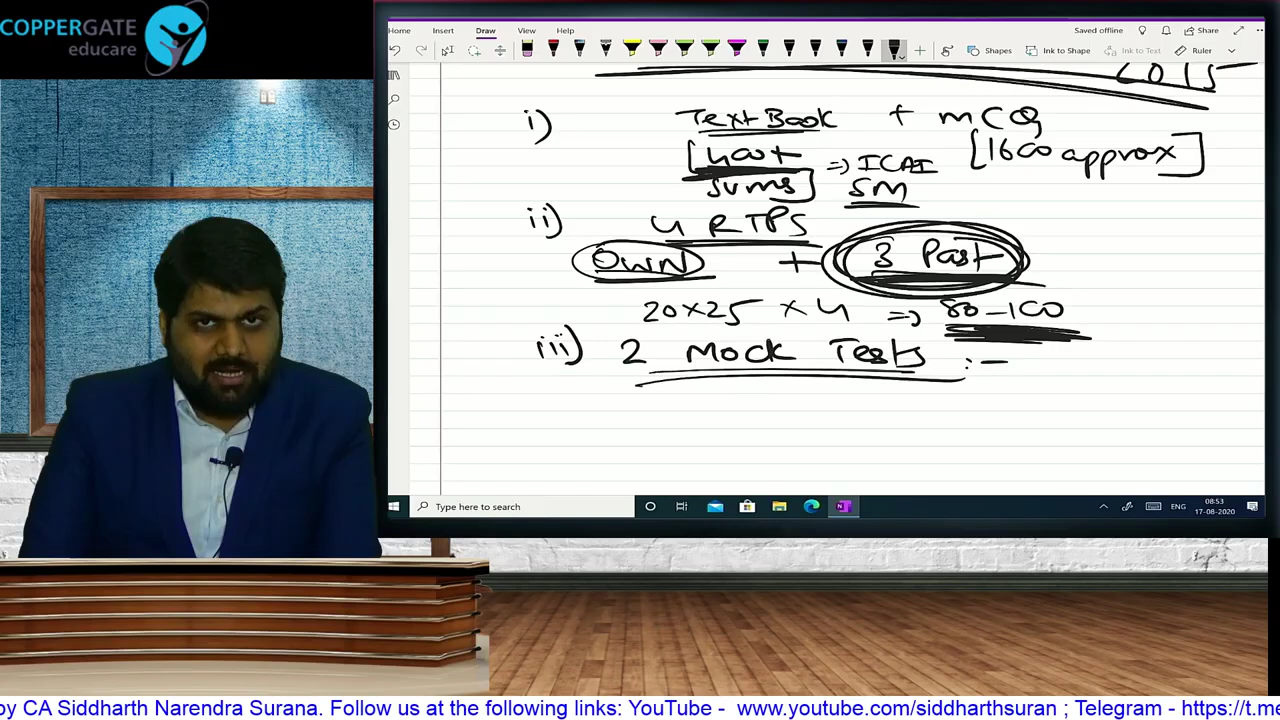 COPPERGATE
educare
Home Insert Draw View Help
Saved offline
Share
Shapes Ink to Shape Ink to Text Ruler
2015
i) Text Book + MCQ
[400+ => ICAI [1600 approx]
sums] SM
ii) 4 RTPS
OWN + 3 Past
20x25 x 4 => 80-100
iii) 2 Mock Tests :-
Type here to search
ENG
08:53
17-08-2020
by CA Siddharth Narendra Surana. Follow us at the following links: YouTube - www.youtube.com/siddharthsuran ; Telegram - https://t.me